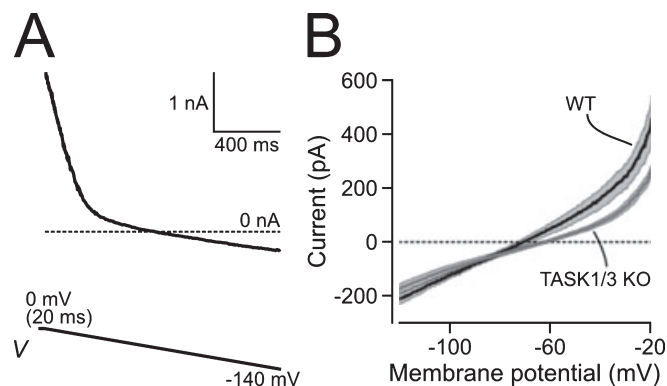 A
1 nA
400 ms
0 nA
0 mV
(20 ms)
V
-140 mV
B
600
400
200
0
-200
Current (pA)
WT
TASK1/3 KO
-100
-60
-20
Membrane potential (mV)